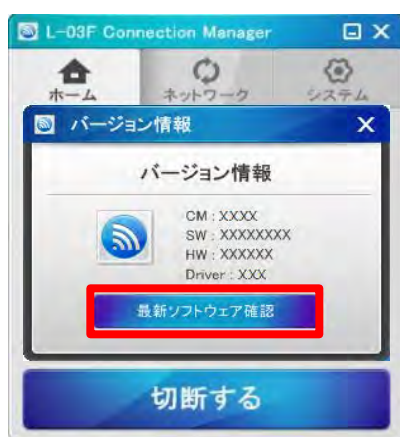 L-03F Connection Manager
ホーム ネットワーク システム
バージョン情報
バージョン情報
CM : XXXX
SW : XXXXXXXX
HW : XXXXXX
Driver : XXX
最新ソフトウェア確認
切断する